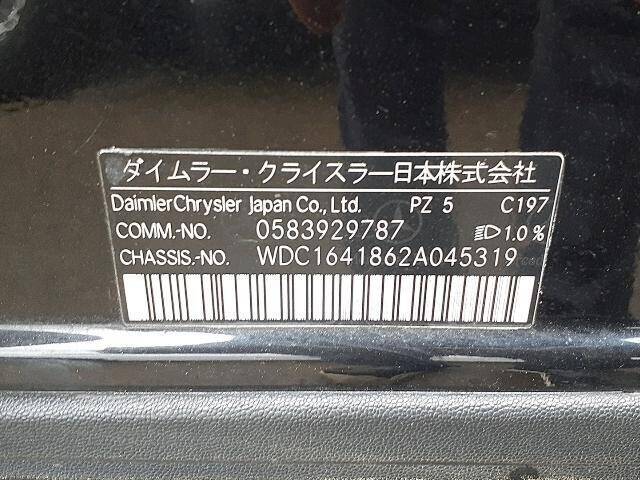 ダイムラー・クライスラー日本株式会社
DaimlerChrysler Japan Co., Ltd. PZ 5 C197
COMM.-NO. 0583929787 1.0 %
CHASSIS.-NO. WDC1641862A045319